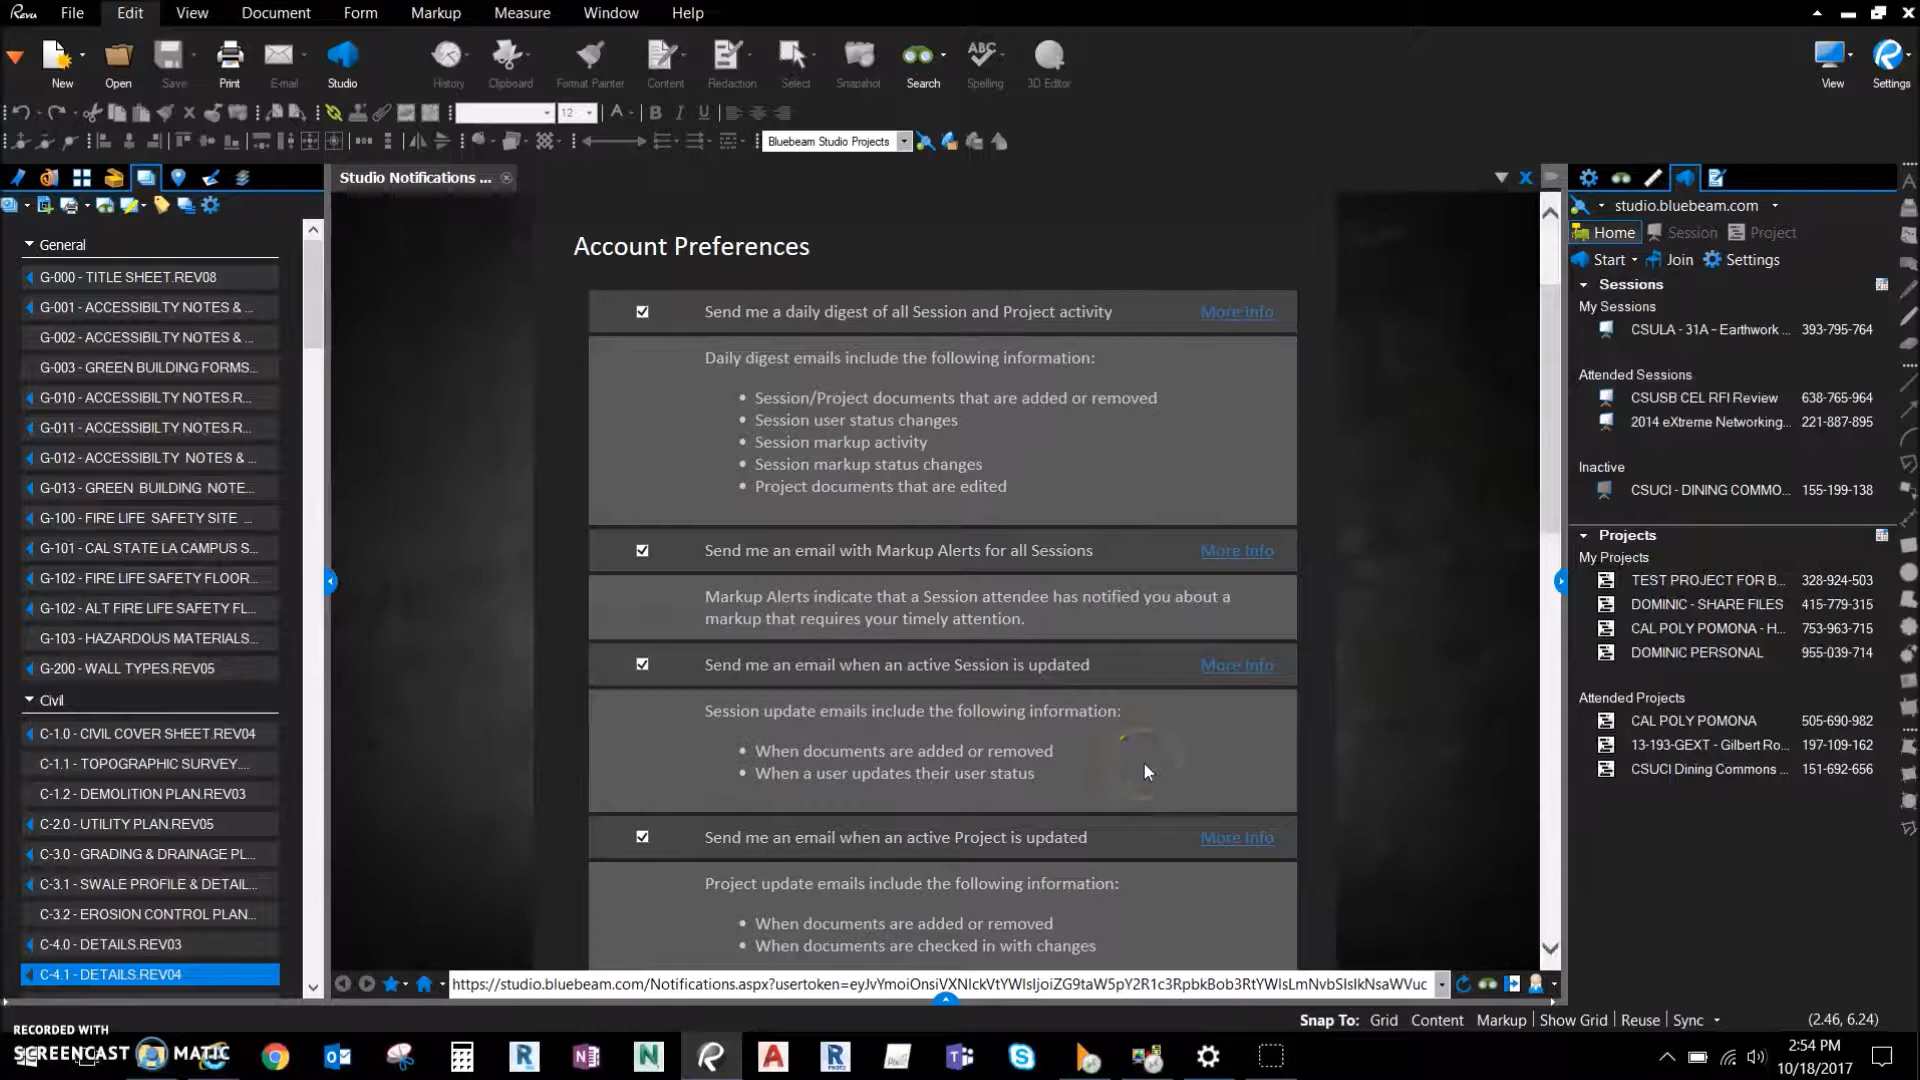 Revu File Edit View Document Form Markup Measure Window Help
New Open Save Print E-mail Studio History Clipboard Format Painter Content Redaction Select Snapshot Search Spelling 3D Editor View Settings
ABC
12 A B I U
Bluebeam Studio Projects
Studio Notifications ...
General
G-000 - TITLE SHEET.REV08
G-001 - ACCESSIBILTY NOTES & ...
G-002 - ACCESSIBILTY NOTES & ...
G-003 - GREEN BUILDING FORMS...
G-010 - ACCESSIBILTY NOTES.R...
G-011 - ACCESSIBILTY NOTES.R...
G-012 - ACCESSIBILTY NOTES & ...
G-013 - GREEN BUILDING NOTE...
G-100 - FIRE LIFE SAFETY SITE ...
G-101 - CAL STATE LA CAMPUS S...
G-102 - FIRE LIFE SAFETY FLOOR...
G-102 - ALT FIRE LIFE SAFETY FL...
G-103 - HAZARDOUS MATERIALS...
G-200 - WALL TYPES.REV05
Civil
C-1.0 - CIVIL COVER SHEET.REV04
C-1.1 - TOPOGRAPHIC SURVEY....
C-1.2 - DEMOLITION PLAN.REV03
C-2.0 - UTILITY PLAN.REV05
C-3.0 - GRADING & DRAINAGE PL...
C-3.1 - SWALE PROFILE & DETAIL...
C-3.2 - EROSION CONTROL PLAN...
C-4.0 - DETAILS.REV03
C-4.1 - DETAILS.REV04
Account Preferences
Send me a daily digest of all Session and Project activity More Info
Daily digest emails include the following information:
• Session/Project documents that are added or removed
• Session user status changes
• Session markup activity
• Session markup status changes
• Project documents that are edited
Send me an email with Markup Alerts for all Sessions More Info
Markup Alerts indicate that a Session attendee has notified you about a
markup that requires your timely attention.
Send me an email when an active Session is updated More Info
Session update emails include the following information:
• When documents are added or removed
• When a user updates their user status
Send me an email when an active Project is updated More Info
Project update emails include the following information:
• When documents are added or removed
• When documents are checked in with changes
studio.bluebeam.com
Home Session Project
Start Join Settings
Sessions
My Sessions
CSULA - 31A - Earthwork ... 393-795-764
Attended Sessions
CSUSB CEL RFI Review 638-765-964
2014 eXtreme Networking... 221-887-895
Inactive
CSUCI - DINING COMMO... 155-199-138
Projects
My Projects
TEST PROJECT FOR B... 328-924-503
DOMINIC - SHARE FILES 415-779-315
CAL POLY POMONA - H... 753-963-715
DOMINIC PERSONAL 955-039-714
Attended Projects
CAL POLY POMONA 505-690-982
13-193-GEXT - Gilbert Ro... 197-109-162
CSUCI Dining Commons ... 151-692-656
Snap To: Grid Content Markup Show Grid Reuse Sync (2.46, 6.24)
RECORDED WITH
SCREENCAST MATIC
2:54 PM
10/18/2017